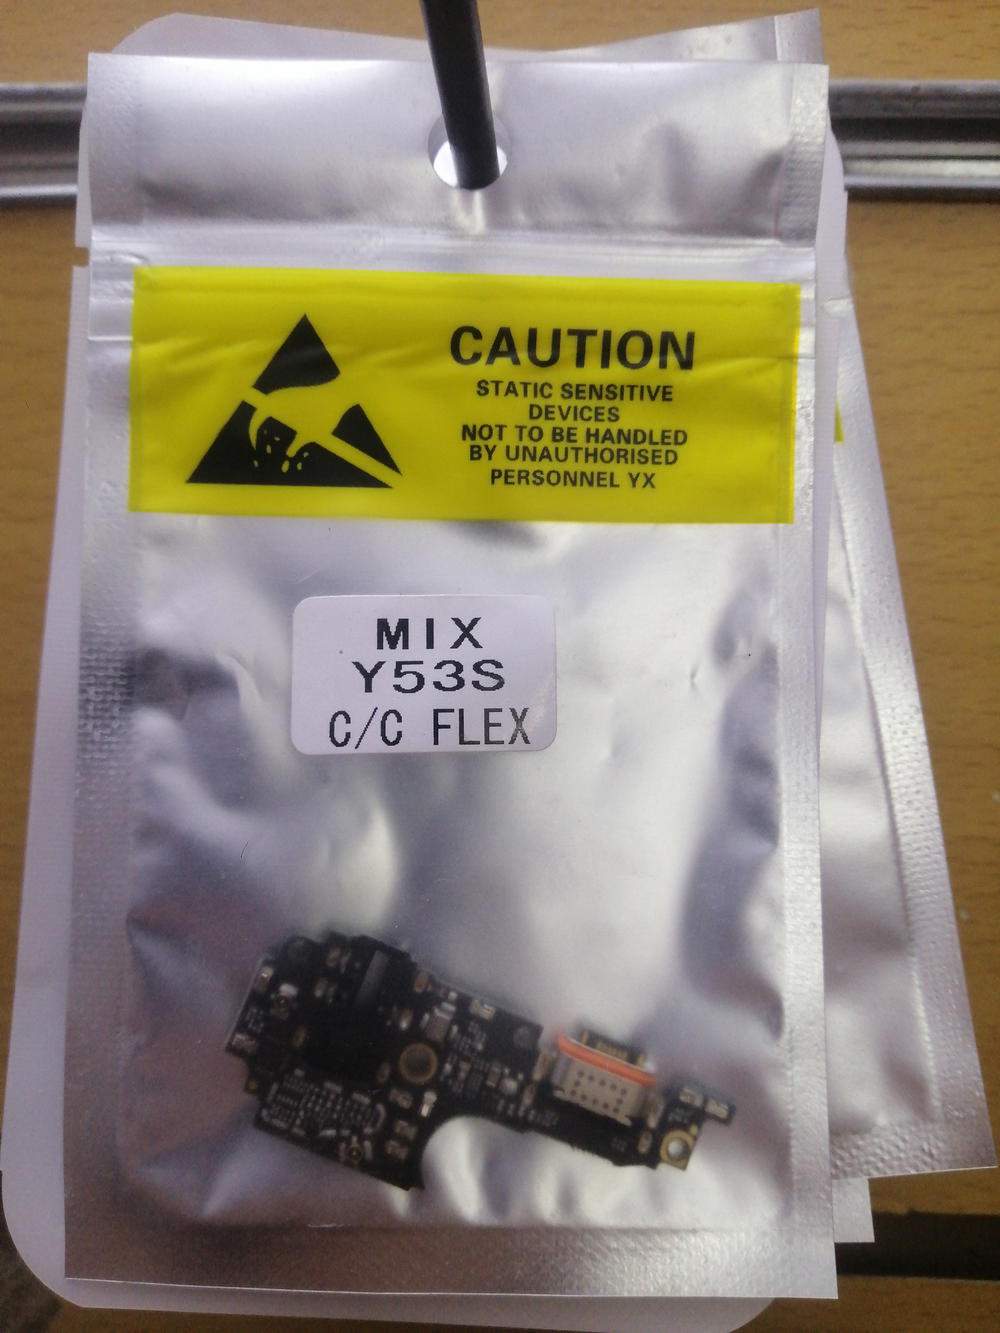 CAUTION
STATIC SENSITIVE
DEVICES
NOT TO BE HANDLED
BY UNAUTHORISED
PERSONNEL YX
MIX
Y53S
C/C FLEX